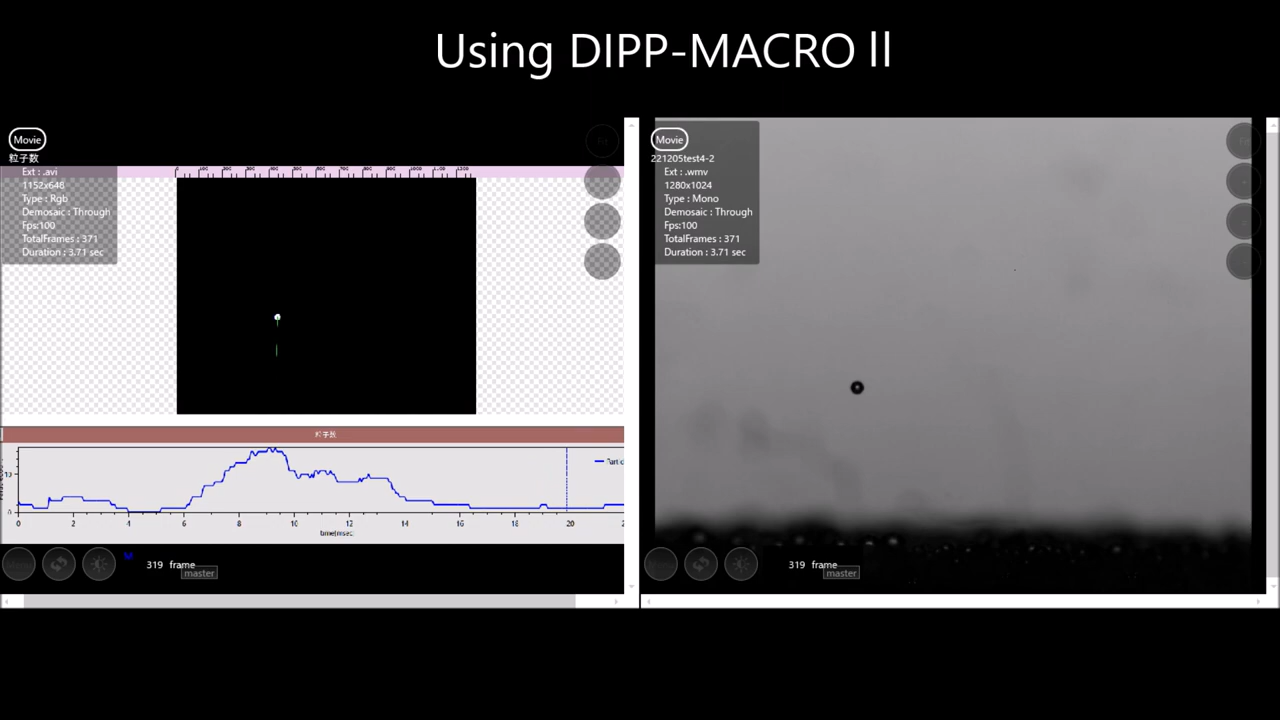 Using DIPP-MACROⅡ
Movie
粒子数
Ext : .avi
1152x648
Type : Rgb
Demosaic : Through
Fps:100
TotalFrames : 371
Duration : 3.71 sec
粒子数
10
0
0 2 4 6 8 10 12 14 16 18 20
time(msec
319 frame
master
Movie
221205test4-2
Ext : .wmv
1280x1024
Type : Mono
Demosaic : Through
Fps:100
TotalFrames : 371
Duration : 3.71 sec
319 frame
master